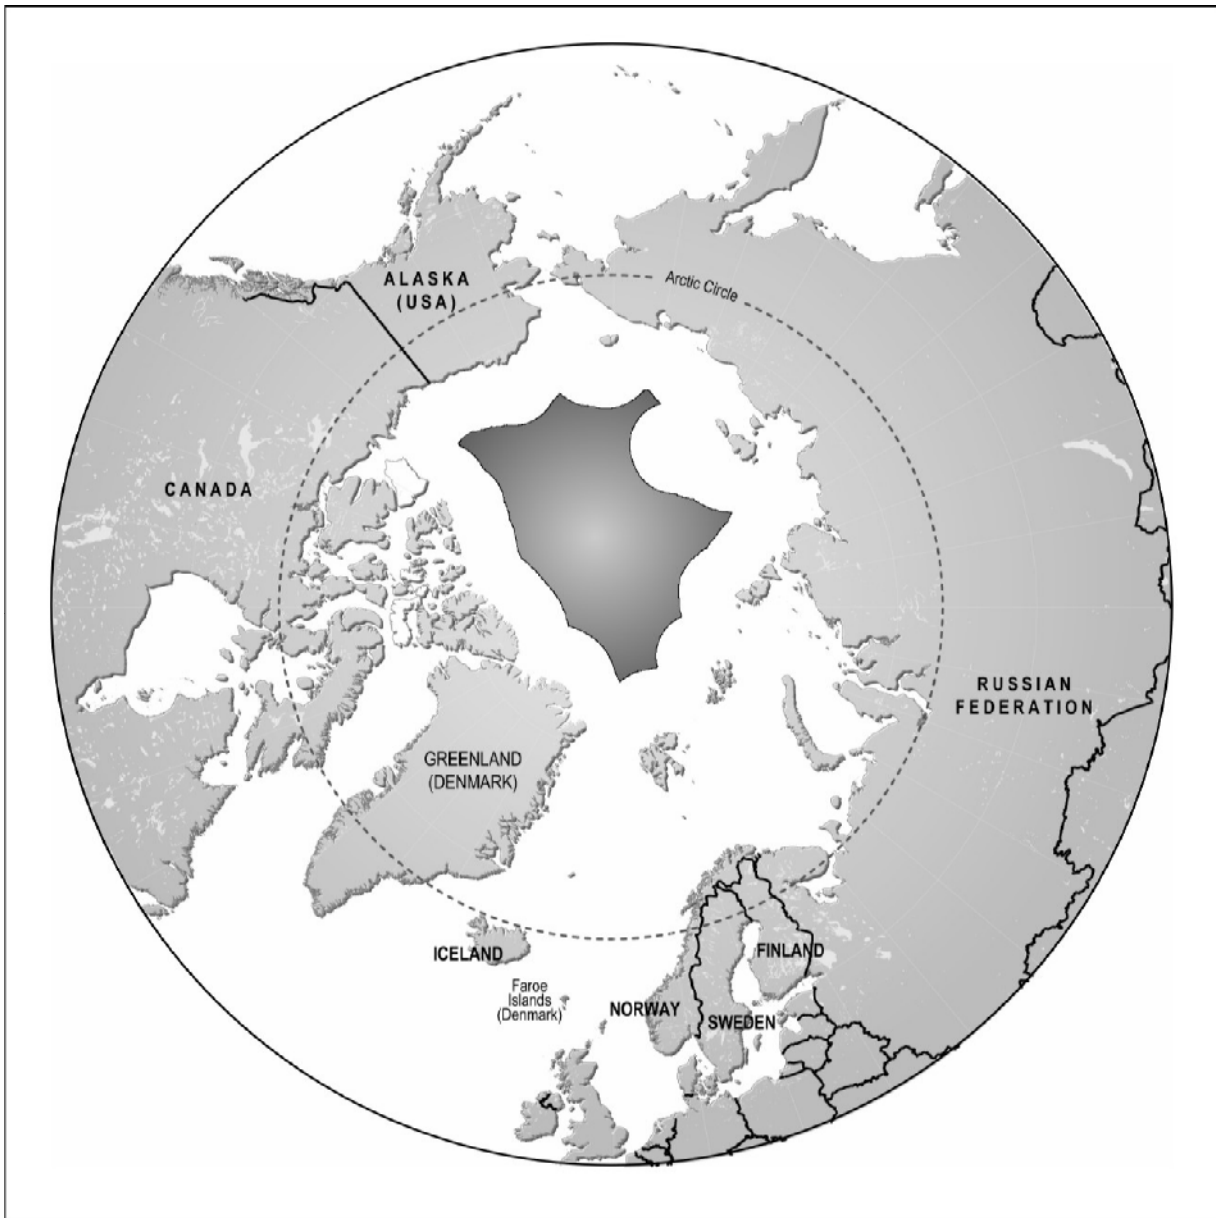 ALASKA
(USA)
Arctic Circle
CANADA
RUSSIAN
FEDERATION
GREENLAND
(DENMARK)
ICELAND
FINLAND
Faroe
Islands
(Denmark)
NORWAY
SWEDEN